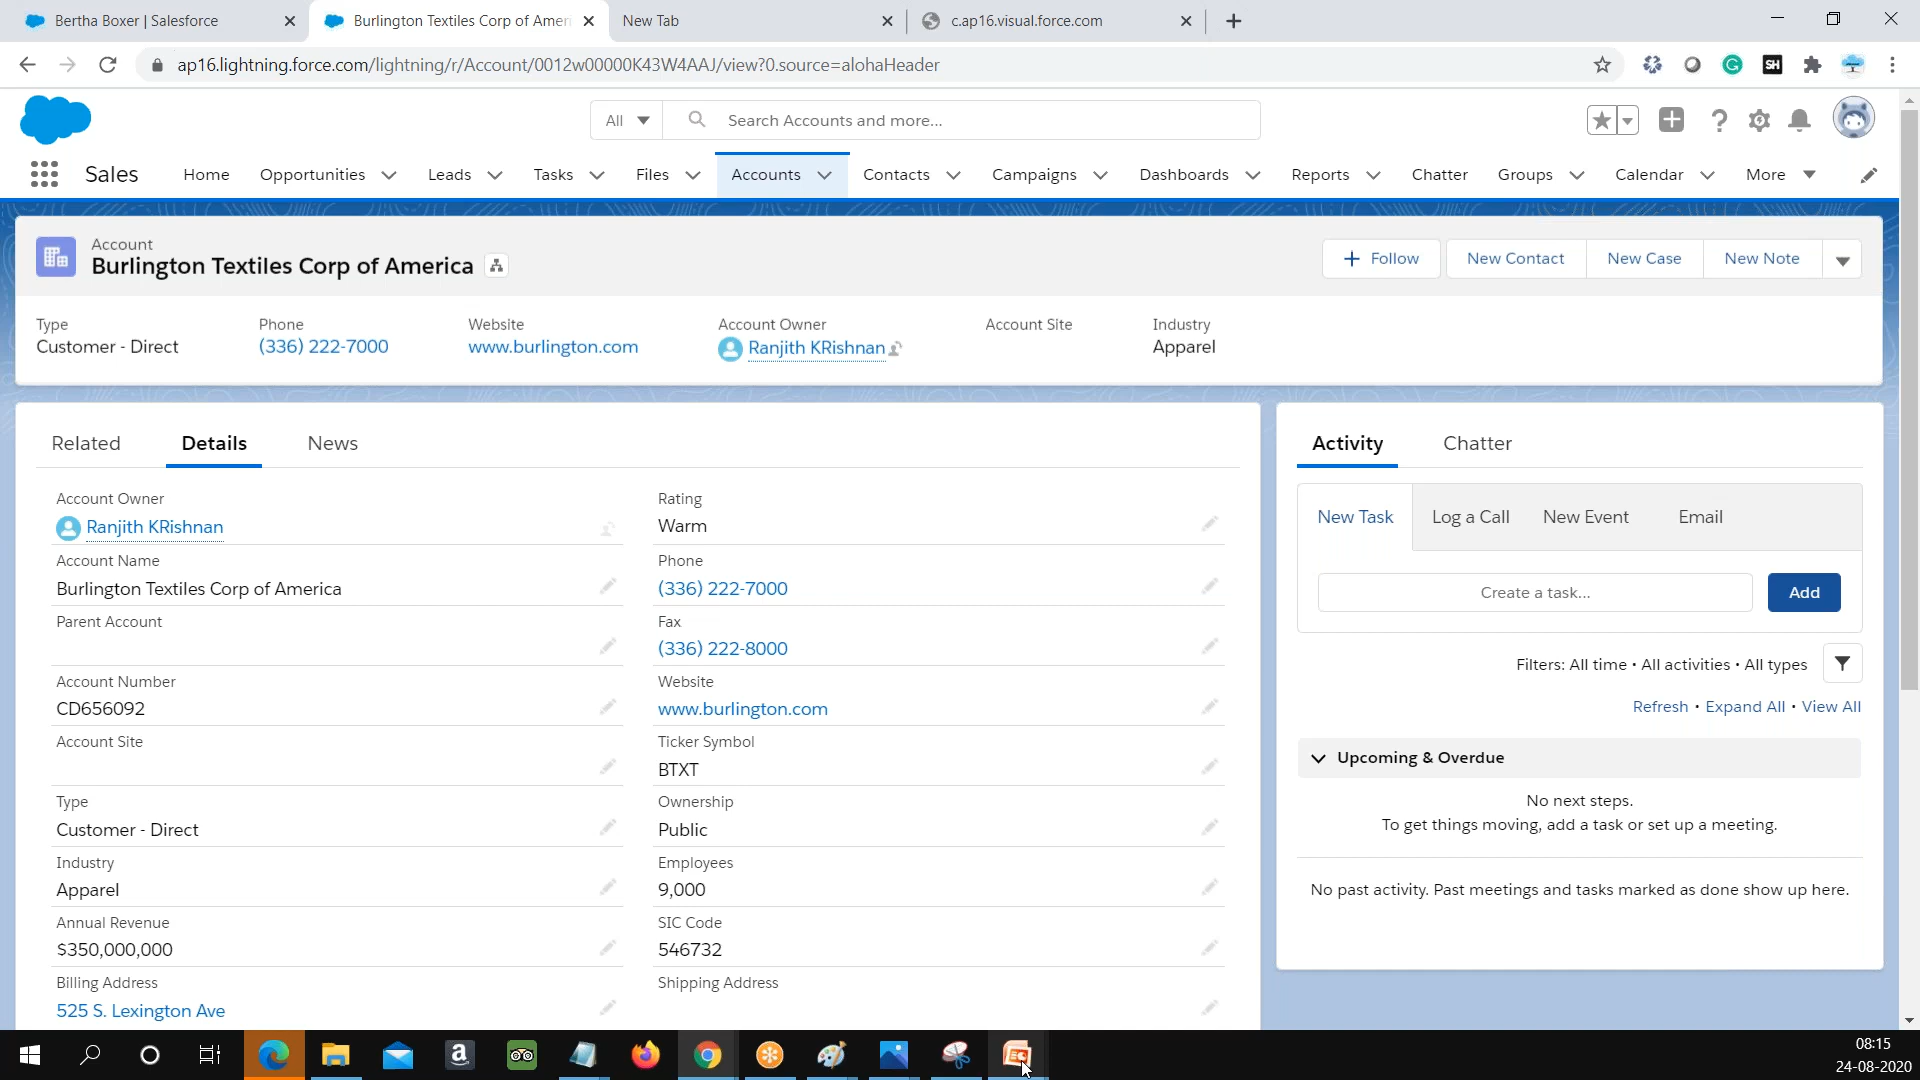 Bertha Boxer | Salesforce
Burlington Textiles Corp of Ameri
New Tab
c.ap16.visual.force.com
ap16.lightning.force.com/lightning/r/Account/0012w00000K43W4AAJ/view?0.source=alohaHeader
SH
All
Search Accounts and more...
Sales
Home
Opportunities
Leads
Tasks
Files
Accounts
Contacts
Campaigns
Dashboards
Reports
Chatter
Groups
Calendar
More
Account
Burlington Textiles Corp of America
Follow
New Contact
New Case
New Note
Type
Customer - Direct
Phone
(336) 222-7000
Website
www.burlington.com
Account Owner
Ranjith KRishnan
Account Site
Industry
Apparel
Related
Details
News
Account Owner
Ranjith KRishnan
Rating
Warm
Account Name
Burlington Textiles Corp of America
Phone
(336) 222-7000
Parent Account
Fax
(336) 222-8000
Account Number
CD656092
Website
www.burlington.com
Account Site
Ticker Symbol
BTXT
Type
Customer - Direct
Ownership
Public
Industry
Apparel
Employees
9,000
Annual Revenue
$350,000,000
SIC Code
546732
Billing Address
525 S. Lexington Ave
Shipping Address
Activity
Chatter
New Task
Log a Call
New Event
Email
Create a task...
Add
Filters: All time • All activities • All types
Refresh • Expand All • View All
Upcoming & Overdue
No next steps.
To get things moving, add a task or set up a meeting.
No past activity. Past meetings and tasks marked as done show up here.
08:15
24-08-2020